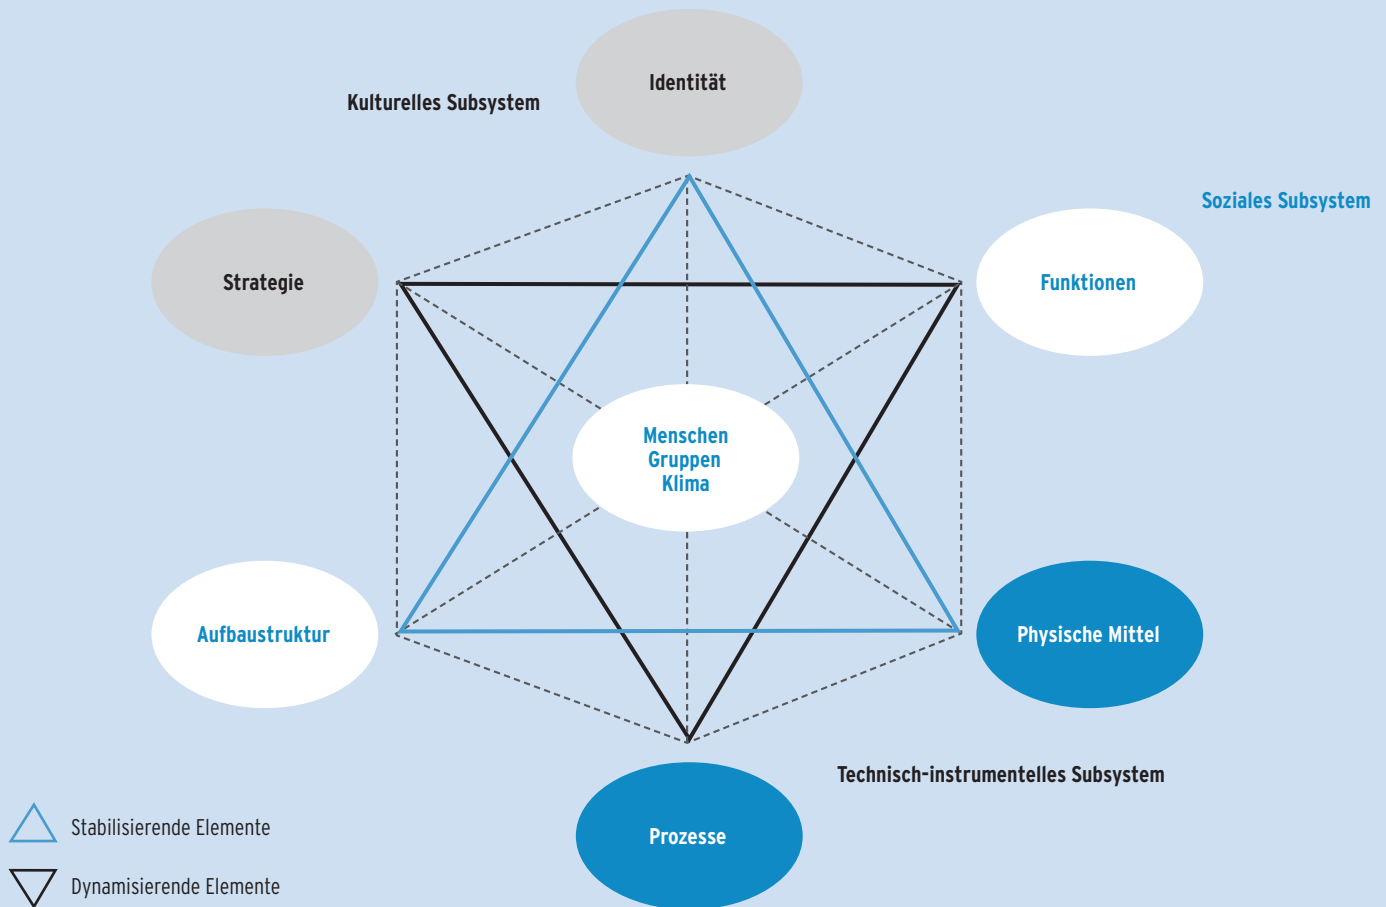 Identität
Kulturelles Subsystem
Soziales Subsystem
Strategie
Funktionen
Menschen
Gruppen
Klima
Aufbaustruktur
Physische Mittel
Technisch-instrumentelles Subsystem
Prozesse
Stabilisierende Elemente
Dynamisierende Elemente